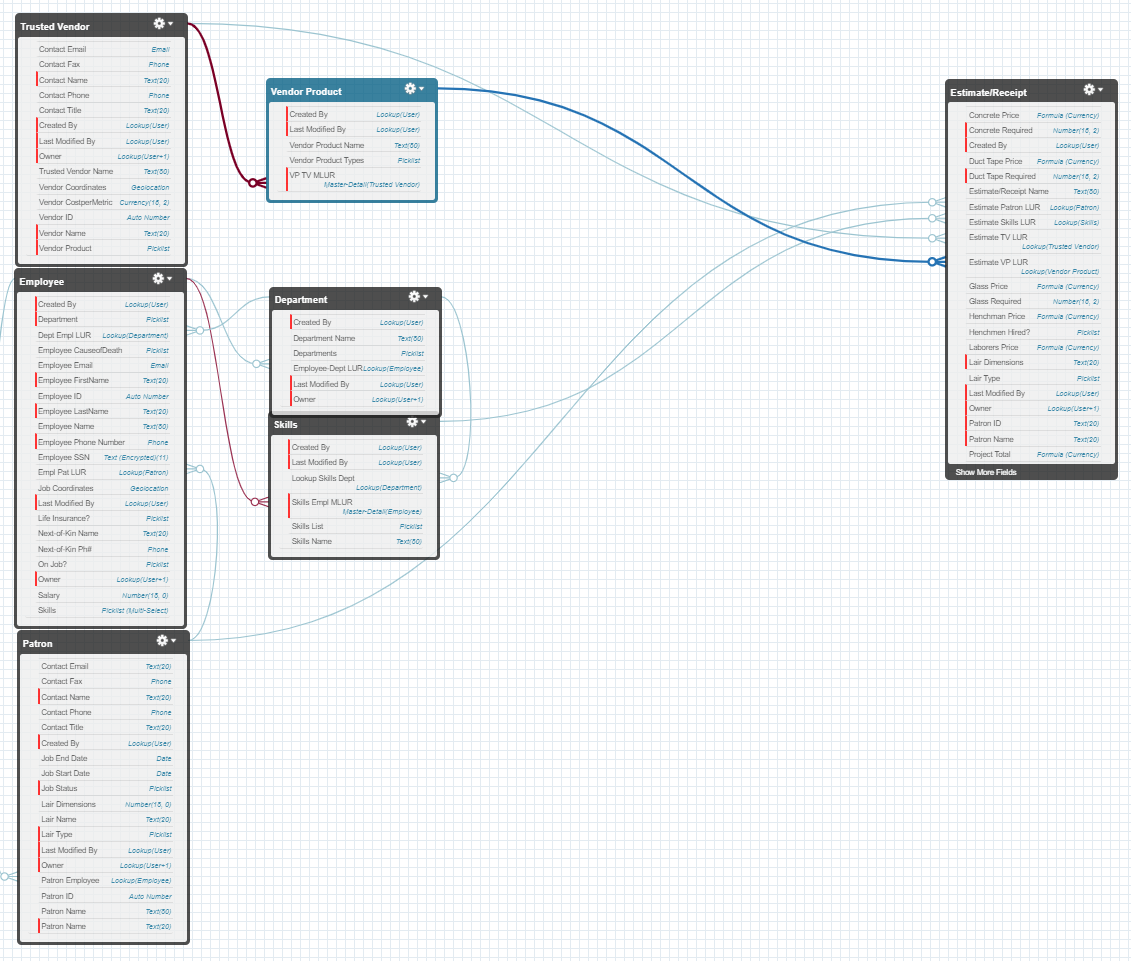 Trusted Vendor
Contact Email Email
Contact Fax Phone
Contact Name Text(20)
Contact Phone Phone
Contact Title Text(20)
Created By Lookup(User)
Last Modified By Lookup(User)
Owner Lookup(User+1)
Trusted Vendor Name Text(80)
Vendor Coordinates Geolocation
Vendor CostperMetric Currency(16, 2)
Vendor ID Auto Number
Vendor Name Text(20)
Vendor Product Picklist
Employee
Created By Lookup(User)
Department Picklist
Dept Empl LUR Lookup(Department)
Employee CauseofDeath Picklist
Employee Email Email
Employee FirstName Text(20)
Employee ID Auto Number
Employee LastName Text(20)
Employee Name Text(80)
Employee Phone Number Phone
Employee SSN Text (Encrypted)(11)
Empl Pat LUR Lookup(Patron)
Job Coordinates Geolocation
Last Modified By Lookup(User)
Life Insurance? Picklist
Next-of-Kin Name Text(20)
Next-of-Kin Ph# Phone
On Job? Picklist
Owner Lookup(User+1)
Salary Number(18, 0)
Skills Picklist (Multi-Select)
Patron
Contact Email Text(20)
Contact Fax Phone
Contact Name Text(20)
Contact Phone Phone
Contact Title Text(20)
Created By Lookup(User)
Job End Date Date
Job Start Date Date
Job Status Picklist
Lair Dimensions Number(18, 0)
Lair Name Text(20)
Lair Type Picklist
Last Modified By Lookup(User)
Owner Lookup(User+1)
Patron Employee Lookup(Employee)
Patron ID Auto Number
Patron Name Text(80)
Patron Name Text(20)
Vendor Product
Created By Lookup(User)
Last Modified By Lookup(User)
Vendor Product Name Text(80)
Vendor Product Types Picklist
VP TV MLUR
Master-Detail(Trusted Vendor)
Department
Created By Lookup(User)
Department Name Text(80)
Departments Picklist
Employee-Dept LUR Lookup(Employee)
Last Modified By Lookup(User)
Owner Lookup(User+1)
Skills
Created By Lookup(User)
Last Modified By Lookup(User)
Lookup Skills Dept
Lookup(Department)
Skills Empl MLUR
Master-Detail(Employee)
Skills List Picklist
Skills Name Text(80)
Estimate/Receipt
Concrete Price Formula (Currency)
Concrete Required Number(16, 2)
Created By Lookup(User)
Duct Tape Price Formula (Currency)
Duct Tape Required Number(16, 2)
Estimate/Receipt Name Text(80)
Estimate Patron LUR Lookup(Patron)
Estimate Skills LUR Lookup(Skills)
Estimate TV LUR
Lookup(Trusted Vendor)
Estimate VP LUR
Lookup(Vendor Product)
Glass Price Formula (Currency)
Glass Required Number(16, 2)
Henchman Price Formula (Currency)
Henchmen Hired? Picklist
Laborers Price Formula (Currency)
Lair Dimensions Text(20)
Lair Type Picklist
Last Modified By Lookup(User)
Owner Lookup(User+1)
Patron ID Text(20)
Patron Name Text(20)
Project Total Formula (Currency)
Show More Fields